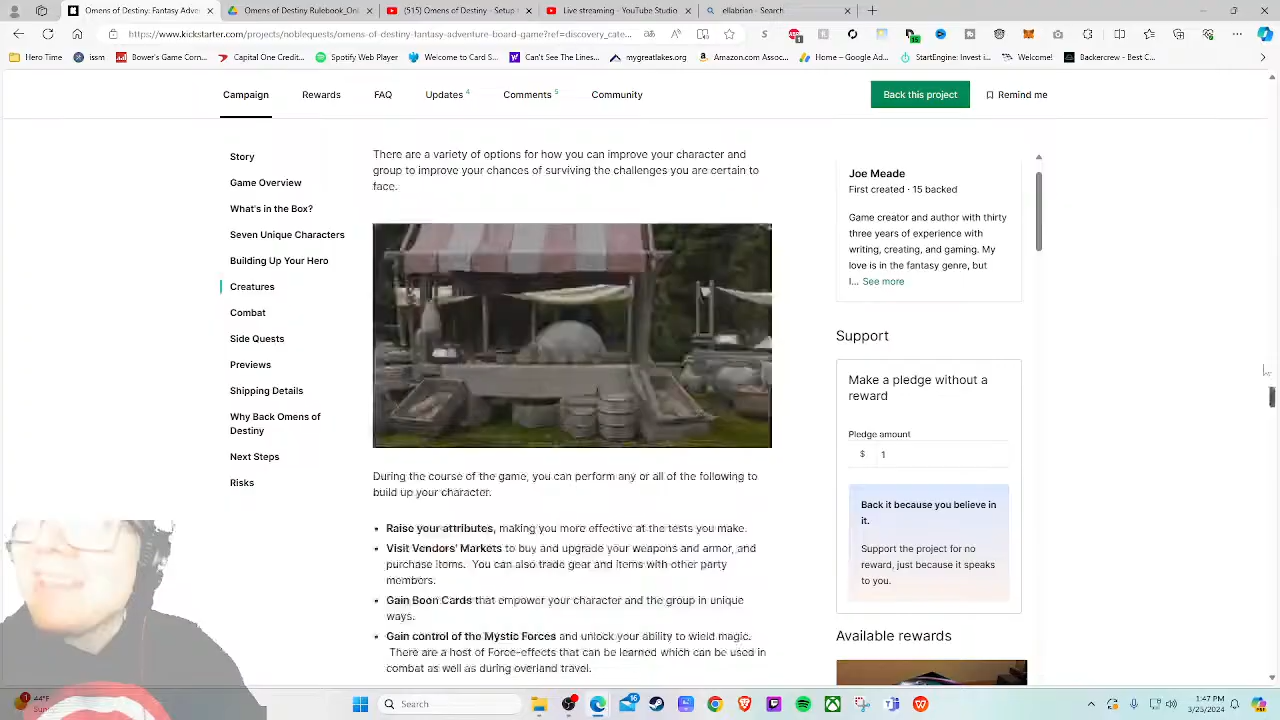 Omens of Destiny: Fantasy Adve
Omens of Destiny Rulebook_Onl
(515) Omens of Destiny - Setup
Live streaming - YouTube Studio
ellabrion - Search
https://www.kickstarter.com/projects/noblequests/omens-of-destiny-fantasy-adventure-board-game?ref=discovery_cate...
Hero Time
issit
Dower's Game Corn...
Capital One Credit...
Spotify Web Player
Welcome to Card S...
Can't See the Lines...
mygreatlakes.org
Amazon.com Assoc...
Home – Google Ad...
StartEngine: Invest i...
Welcome!
Backercrew - Best C...
Campaign
Rewards
FAQ
Updates 4
Comments 5
Community
Back this project
Remind me
Story
Game Overview
What's in the Box?
Seven Unique Characters
Building Up Your Hero
Creatures
Combat
Side Quests
Previews
Shipping Details
Why Back Omens of
Destiny
Next Steps
Risks
There are a variety of options for how you can improve your character and
group to improve your chances of surviving the challenges you are certain to
face.
During the course of the game, you can perform any or all of the following to
build up your character.
Raise your attributes, making you more effective at the tests you make.
Visit Vendors' Markets to buy and upgrade your weapons and armor, and
purchase items. You can also trade gear and items with other party
members.
Gain Boon Cards that empower your character and the group in unique
ways.
Gain control of the Mystic Forces and unlock your ability to wield magic.
There are a host of Force-effects that can be learned which can be used in
combat as well as during overland travel.
Joe Meade
First created · 15 backed
Game creator and author with thirty
three years of experience with
writing, creating, and gaming. My
love is in the fantasy genre, but
I... See more
Support
Make a pledge without a
reward
Pledge amount
$ 1
Back it because you believe in
it.
Support the project for no
reward, just because it speaks
to you.
Available rewards
44°F
Search
1:47 PM
3/25/2024